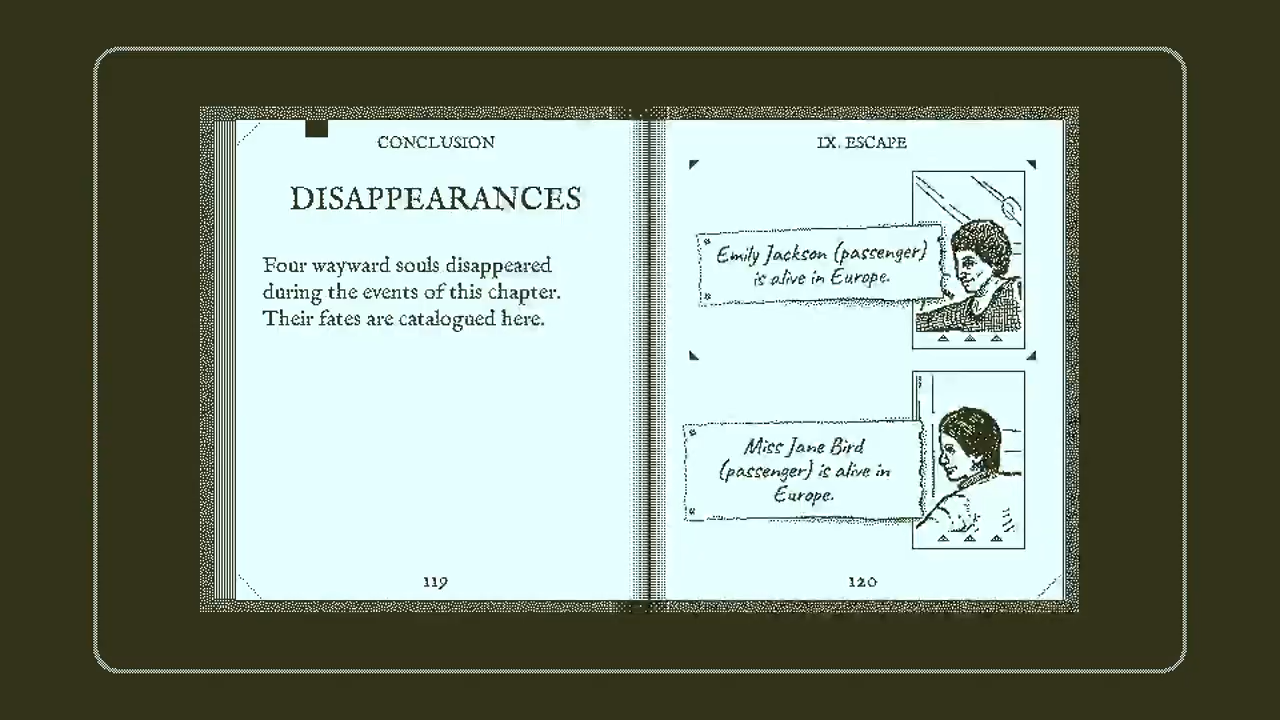 CONCLUSION
DISAPPEARANCES
Four wayward souls disappeared
during the events of this chapter.
Their fates are catalogued here.
119
IX. ESCAPE
Emily Jackson (passenger)
is alive in Europe.
Miss Jane Bird
(passenger) is alive in
Europe.
120